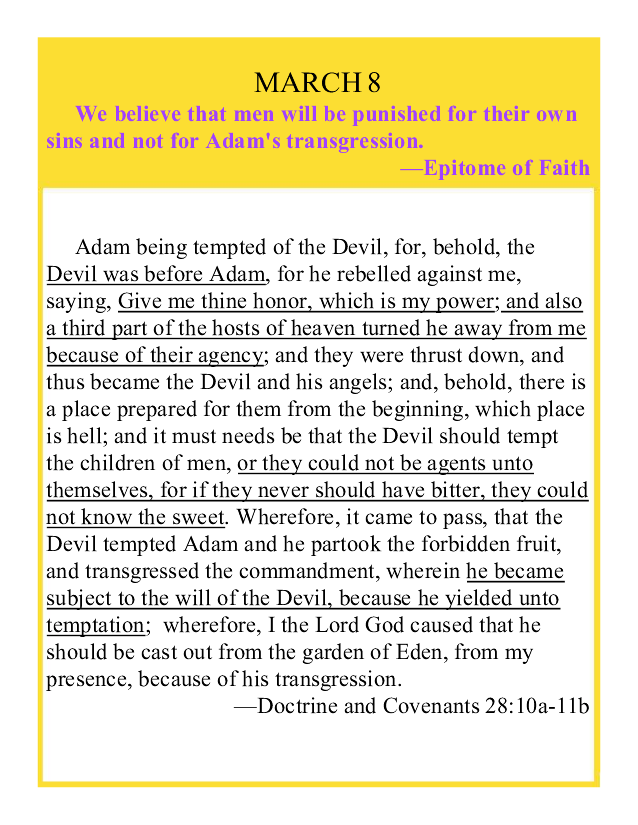 MARCH 8
We believe that men will be punished for their own
sins and not for Adam's transgression.
—Epitome of Faith
Adam being tempted of the Devil, for, behold, the
Devil was before Adam, for he rebelled against me,
saying, Give me thine honor, which is my power; and also
a third part of the hosts of heaven turned he away from me
because of their agency; and they were thrust down, and
thus became the Devil and his angels; and, behold, there is
a place prepared for them from the beginning, which place
is hell; and it must needs be that the Devil should tempt
the children of men, or they could not be agents unto
themselves, for if they never should have bitter, they could
not know the sweet. Wherefore, it came to pass, that the
Devil tempted Adam and he partook the forbidden fruit,
and transgressed the commandment, wherein he became
subject to the will of the Devil, because he yielded unto
temptation; wherefore, I the Lord God caused that he
should be cast out from the garden of Eden, from my
presence, because of his transgression.
—Doctrine and Covenants 28:10a-11b